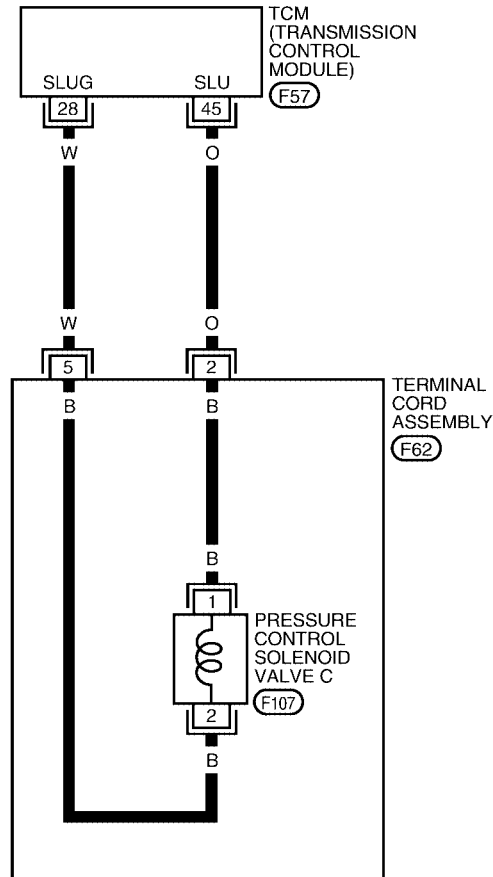 TCM
(TRANSMISSION
CONTROL
MODULE)
F57
SLUG SLU
28 45
W O
W O
5 2
B B
TERMINAL
CORD
ASSEMBLY
F62
B
1
PRESSURE
CONTROL
SOLENOID
VALVE C
F107
2
B